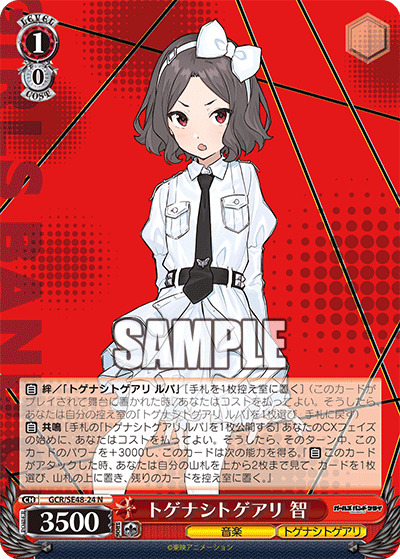 LEVEL
1
0
COST
GIRLS BAND
SAMPLE
自 絆／「トゲナシトゲアリ ルパ」［手札を1枚控え室に置く］（このカードが
プレイされて舞台に置かれた時、あなたはコストを払ってよい。そうしたら
あなたは自分の控え室の「トゲナシトゲアリ ルパ」を1枚選び、手札に戻す）
自 共鳴［手札の「トゲナシトゲアリ ルパ」を1枚公開する］あなたのCXフェイズ
の始めに、あなたはコストを払ってよい。そうしたら、そのターン中、この
カードのパワーを＋3000し、このカードは次の能力を得る。『自 このカード
がアタックした時、あなたは自分の山札を上から2枚まで見て、1枚を
選び、山札の上に置き、残りのカードを控え室に置く。』
CH
GCR/SE48-24 N
トゲナシトゲアリ 智
ガールズバンドクライ
3500
音楽
トゲナシトゲアリ
©東映アニメーション